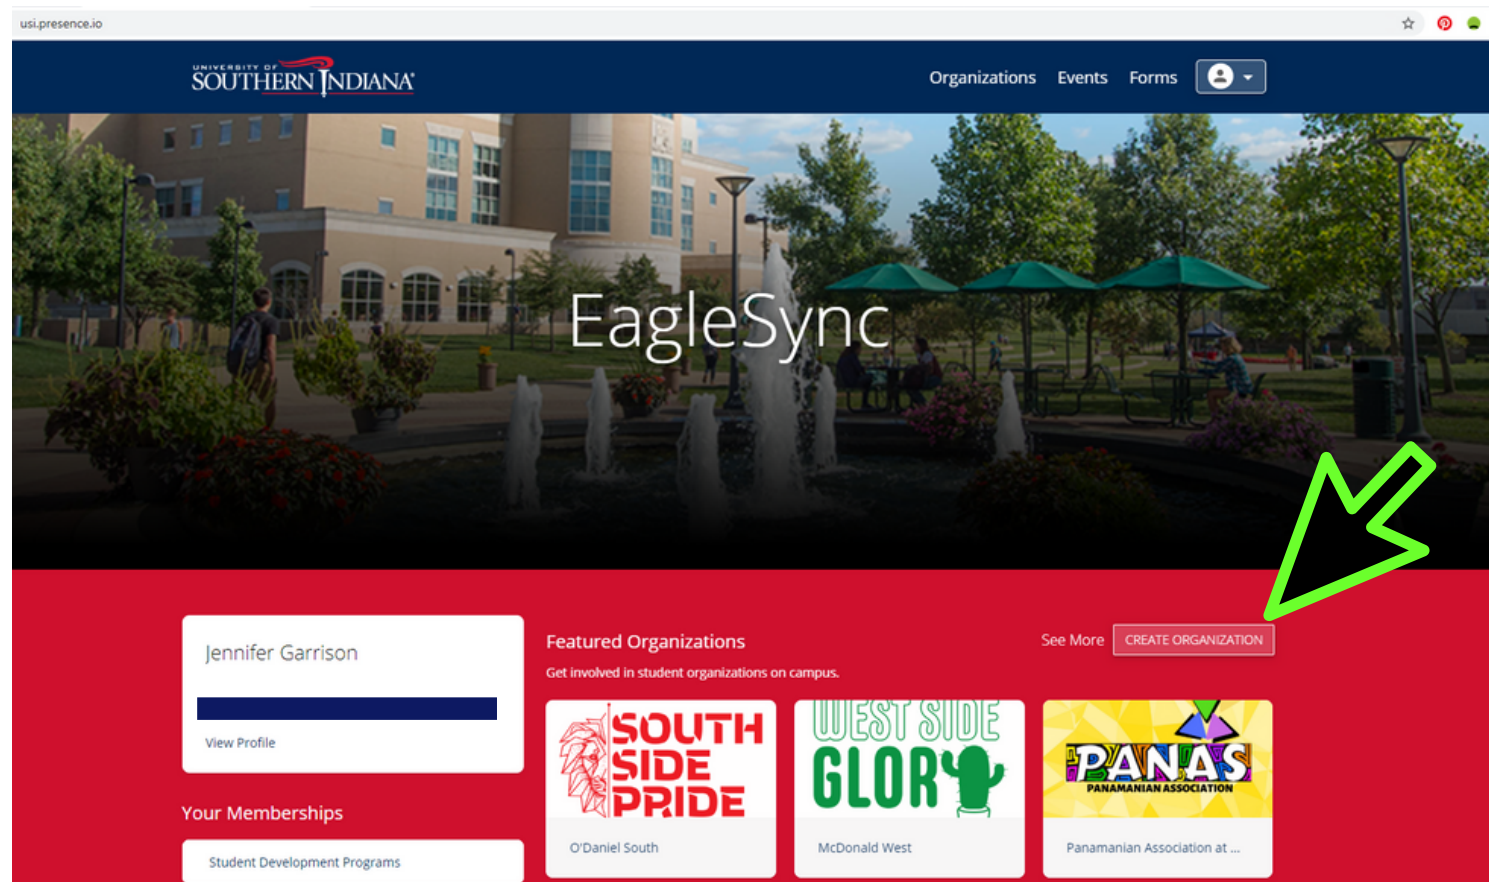 usi.presence.io
UNIVERSITY OF
SOUTHERN INDIANA
Organizations Events Forms
EagleSync
Jennifer Garrison
View Profile
Your Memberships
Student Development Programs
Featured Organizations
See More CREATE ORGANIZATION
Get involved in student organizations on campus.
SOUTH
SIDE
PRIDE
O'Daniel South
WEST SIDE
GLORY
McDonald West
PANAS
PANAMANIAN ASSOCIATION
Panamanian Association at ...